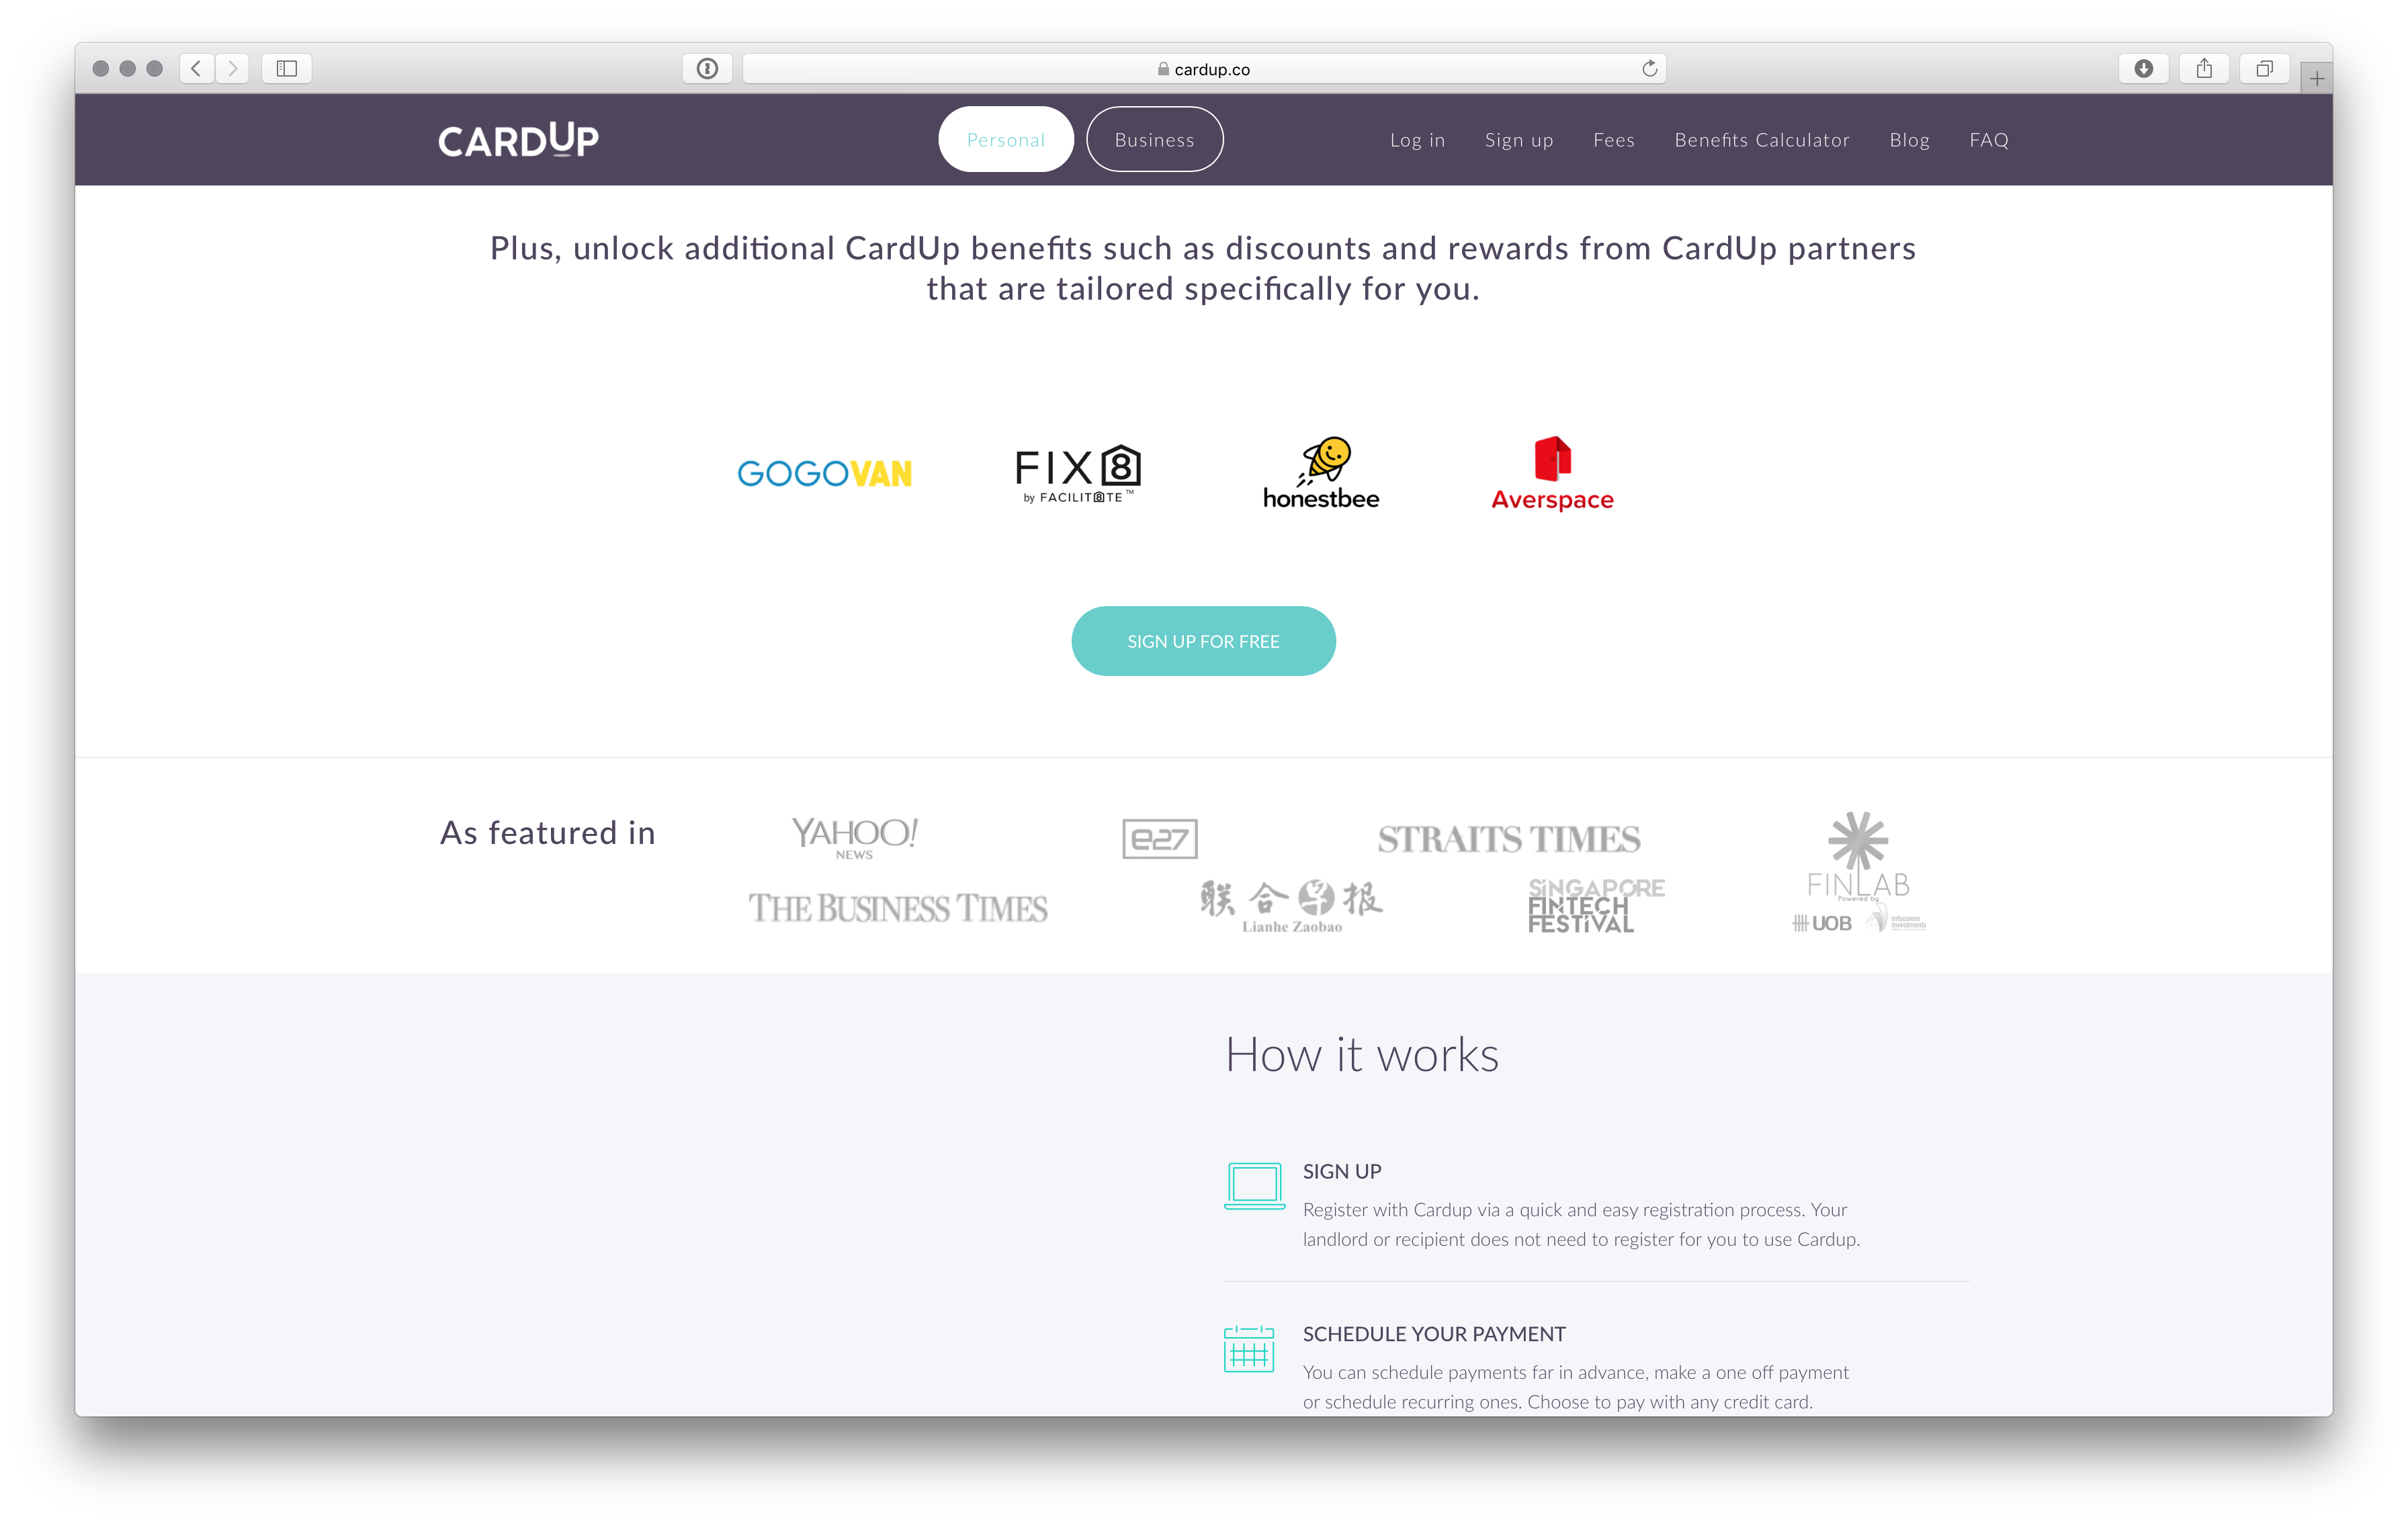 cardup.co
CARDUP
Personal
Business
Log in
Sign up
Fees
Benefits Calculator
Blog
FAQ
Plus, unlock additional CardUp benefits such as discounts and rewards from CardUp partners
that are tailored specifically for you.
GOGOVAN
FIX8
by FACILIT8TE™
honestbee
Averspace
SIGN UP FOR FREE
As featured in
YAHOO!
NEWS
e27
STRAITS TIMES
FINLAB
Powered by
UOB
infocomm
investments
THE BUSINESS TIMES
联合早报
Lianhe Zaobao
SINGAPORE
FINTECH
FESTIVAL
How it works
SIGN UP
Register with Cardup via a quick and easy registration process. Your
landlord or recipient does not need to register for you to use Cardup.
SCHEDULE YOUR PAYMENT
You can schedule payments far in advance, make a one off payment
or schedule recurring ones. Choose to pay with any credit card.